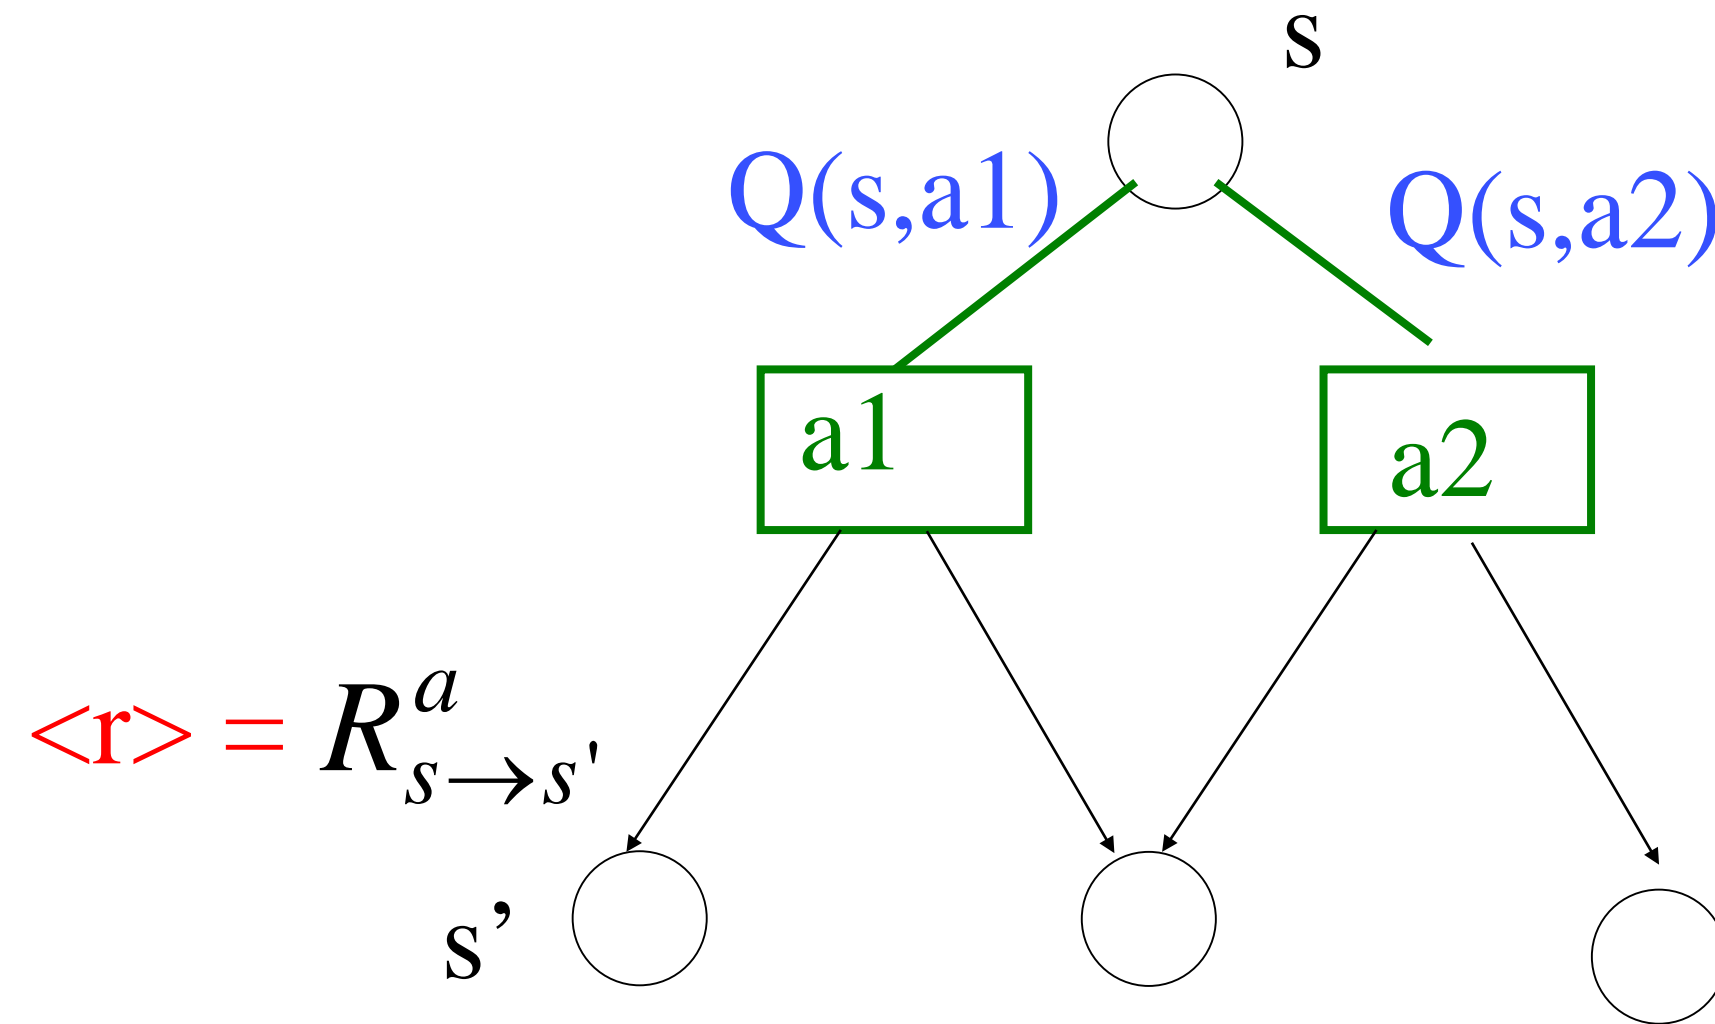 s
Q(s,a1)
Q(s,a2)
a1
a2
<r> = R^a_{s→s'}
s’